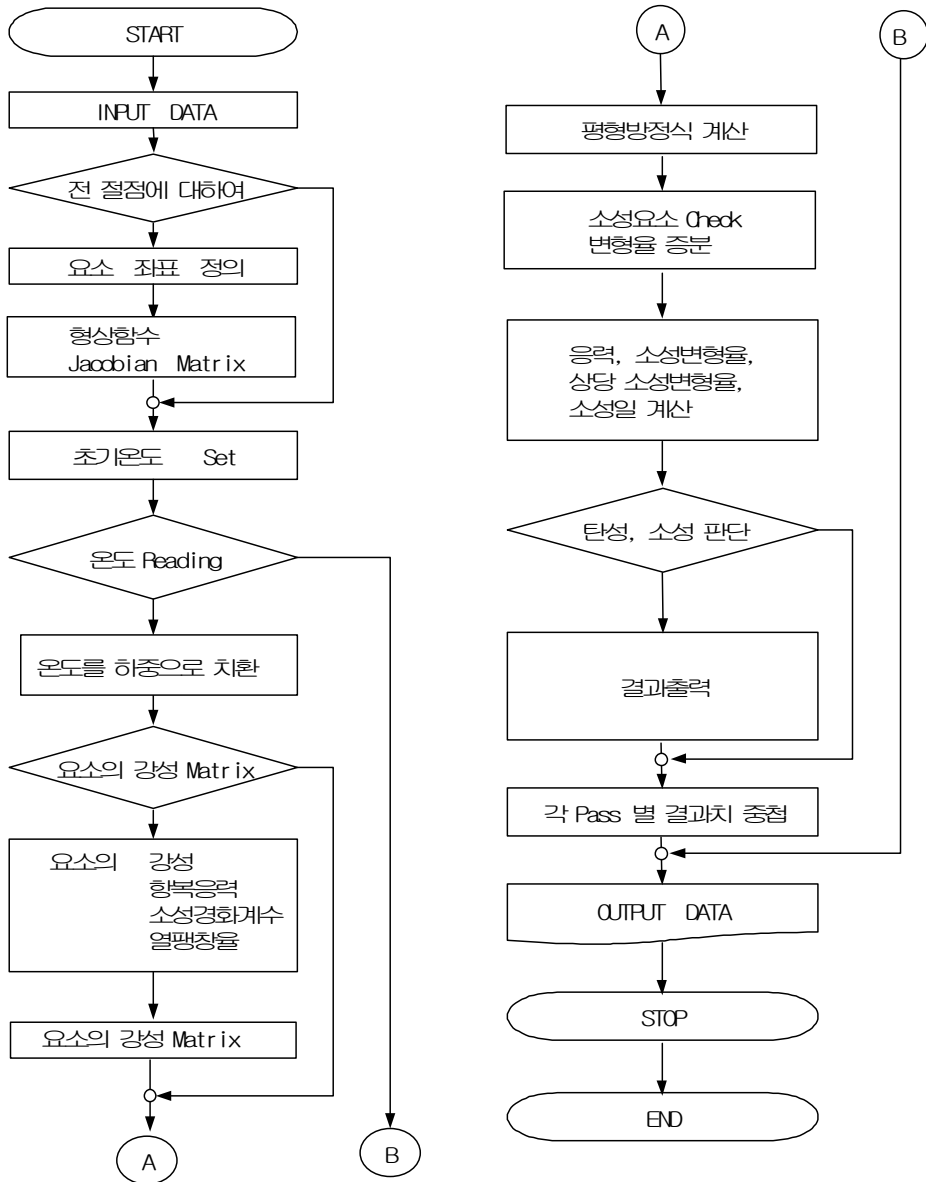 START
INPUT DATA
전 절점에 대하여
요소 좌표 정의
형상함수
Jacobian Matrix
초기온도 Set
온도 Reading
온도를 하중으로 치환
요소의 강성 Matrix
요소의 강성
항복응력
소성경화계수
열팽창율
요소의 강성 Matrix
A
B
A
B
평형방정식 계산
소성요소 Check
변형율 증분
응력, 소성변형율,
상당 소성변형율,
소성일 계산
탄성, 소성 판단
결과출력
각 Pass 별 결과치 중첩
OUTPUT DATA
STOP
END